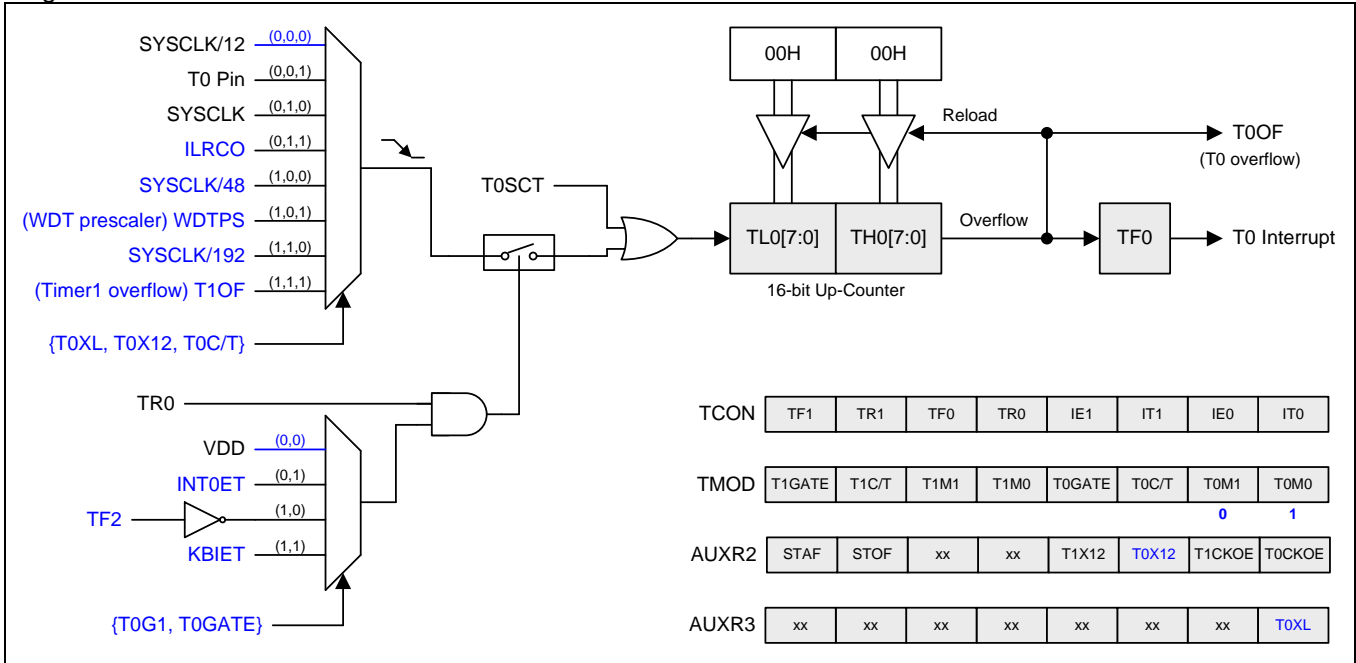 SYSCLK/12 (0,0,0)
T0 Pin (0,0,1)
SYSCLK (0,1,0)
ILRCO (0,1,1)
SYSCLK/48 (1,0,0)
(WDT prescaler) WDTPS (1,0,1)
SYSCLK/192 (1,1,0)
(Timer1 overflow) T1OF (1,1,1)
{T0XL, T0X12, T0C/T}
T0SCT
00H 00H
Reload
T0OF
(T0 overflow)
TL0[7:0] TH0[7:0]
Overflow
TF0
T0 Interrupt
16-bit Up-Counter
TR0
VDD (0,0)
INT0ET (0,1)
TF2 (1,0)
KBIET (1,1)
{T0G1, T0GATE}
TCON TF1 TR1 TF0 TR0 IE1 IT1 IE0 IT0
TMOD T1GATE T1C/T T1M1 T1M0 T0GATE T0C/T T0M1 T0M0
0 1
AUXR2 STAF STOF xx xx T1X12 T0X12 T1CKOE T0CKOE
AUXR3 xx xx xx xx xx xx xx T0XL